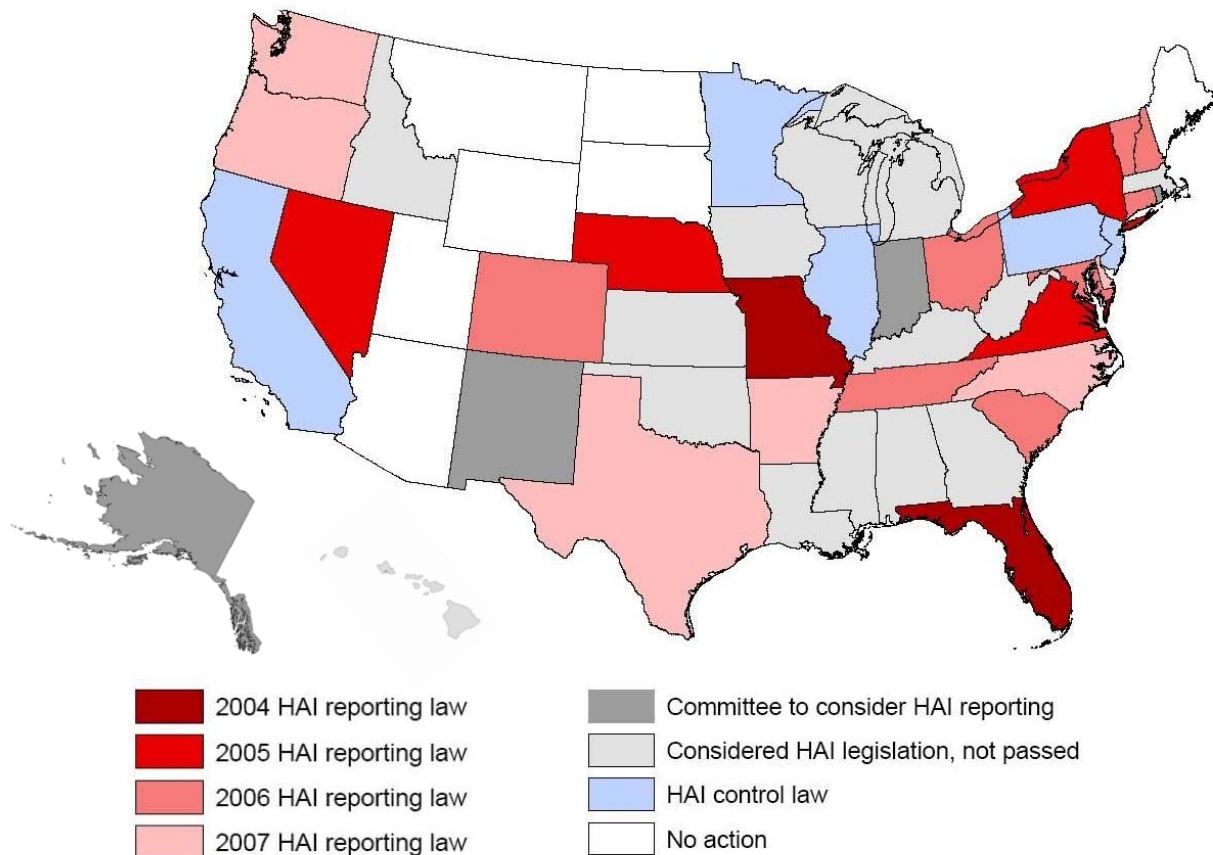 2004 HAI reporting law
2005 HAI reporting law
2006 HAI reporting law
2007 HAI reporting law
Committee to consider HAI reporting
Considered HAI legislation, not passed
HAI control law
No action